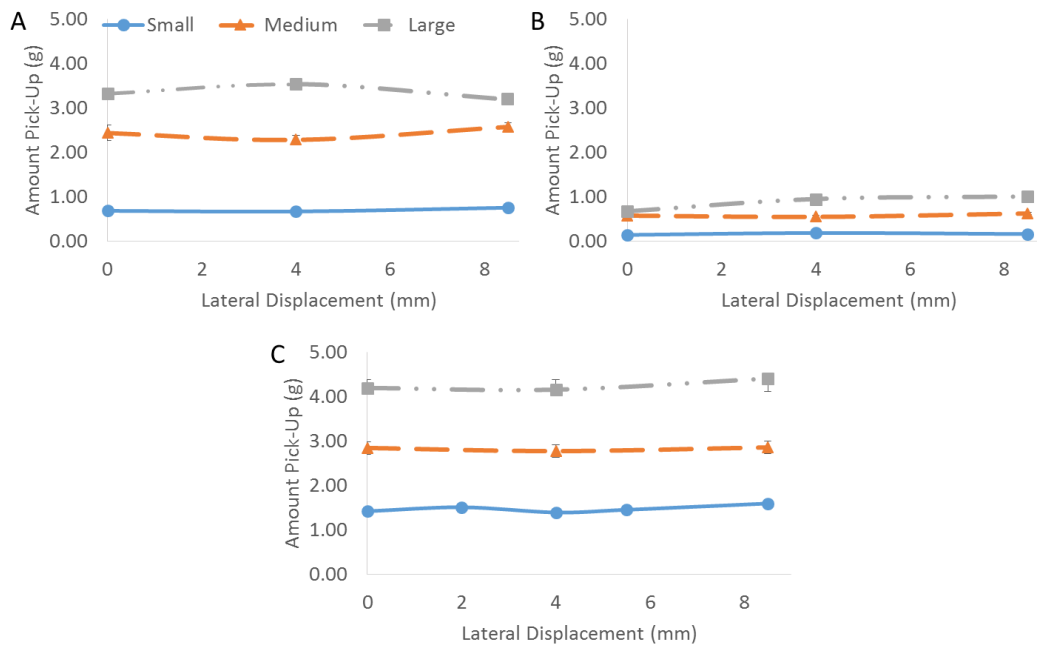 A
Small Medium Large
Amount Pick-Up (g)
5.00
4.00
3.00
2.00
1.00
0.00
0 2 4 6 8
Lateral Displacement (mm)
B
Amount Pick-Up (g)
5.00
4.00
3.00
2.00
1.00
0.00
0 2 4 6 8
Lateral Displacement (mm)
C
Amount Pick-Up (g)
5.00
4.00
3.00
2.00
1.00
0.00
0 2 4 6 8
Lateral Displacement (mm)